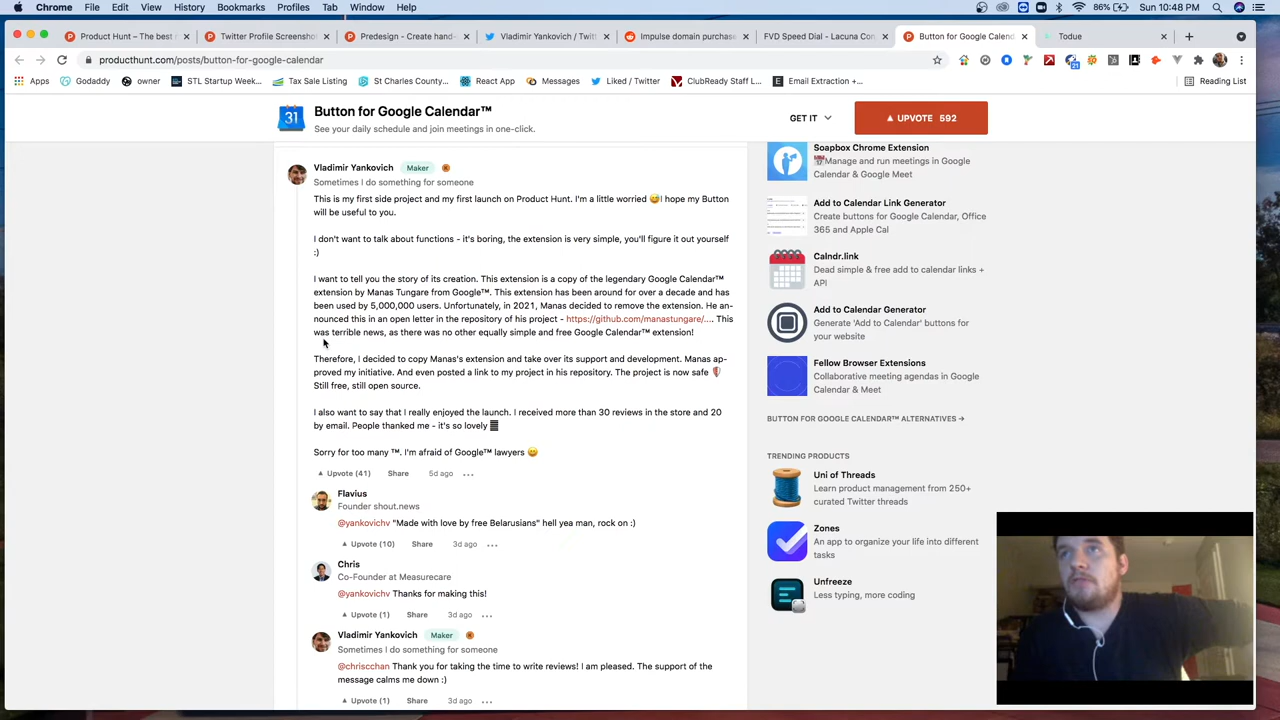 Chrome File Edit View History Bookmarks Profiles Tab Window Help 86% Sun 10:48 PM
Product Hunt – The best Twitter Profile Screensho Predesign - Create hand- Vladimir Yankovich / Twit Impulse domain purchase FVD Speed Dial - Lacuna Con Button for Google Calenda Todue
producthunt.com/posts/button-for-google-calendar
Apps Godaddy owner STL Startup Week... Tax Sale Listing St Charles County... React App Messages Liked / Twitter ClubReady Staff L... Email Extraction +... Reading List
31 Button for Google Calendar™
See your daily schedule and join meetings in one-click.
GET IT UPVOTE 592
Vladimir Yankovich Maker
Sometimes I do something for someone
This is my first side project and my first launch on Product Hunt. I'm a little worried 😅I hope my Button
will be useful to you.
I don't want to talk about functions - it's boring, the extension is very simple, you'll figure it out yourself
:)
I want to tell you the story of its creation. This extension is a copy of the legendary Google Calendar™
extension by Manas Tungare from Google™. This extension has been around for over a decade and has
been used by 5,000,000 users. Unfortunately, in 2021, Manas decided to remove the extension. He an-
nounced this in an open letter in the repository of his project - https://github.com/manastungare/.... This
was terrible news, as there was no other equally simple and free Google Calendar™ extension!
Therefore, I decided to copy Manas's extension and take over its support and development. Manas ap-
proved my initiative. And even posted a link to my project in his repository. The project is now safe
Still free, still open source.
I also want to say that I really enjoyed the launch. I received more than 30 reviews in the store and 20
by email. People thanked me - it's so lovely
Sorry for too many ™. I'm afraid of Google™ lawyers 😄
Upvote (41) Share 5d ago ...
Flavius
Founder shout.news
@yankovichv "Made with love by free Belarusians" hell yea man, rock on :)
Upvote (10) Share 3d ago ...
Chris
Co-Founder at Measurecare
@yankovichv Thanks for making this!
Upvote (1) Share 3d ago ...
Vladimir Yankovich Maker
Sometimes I do something for someone
@chriscchan Thank you for taking the time to write reviews! I am pleased. The support of the
message calms me down :)
Upvote (1) Share 3d ago ...
Soapbox Chrome Extension
📅Manage and run meetings in Google
Calendar & Google Meet
Add to Calendar Link Generator
Create buttons for Google Calendar, Office
365 and Apple Cal
Calndr.link
Dead simple & free add to calendar links +
API
Add to Calendar Generator
Generate 'Add to Calendar' buttons for
your website
Fellow Browser Extensions
Collaborative meeting agendas in Google
Calendar & Meet
BUTTON FOR GOOGLE CALENDAR™ ALTERNATIVES →
TRENDING PRODUCTS
Uni of Threads
Learn product management from 250+
curated Twitter threads
Zones
An app to organize your life into different
tasks
Unfreeze
Less typing, more coding